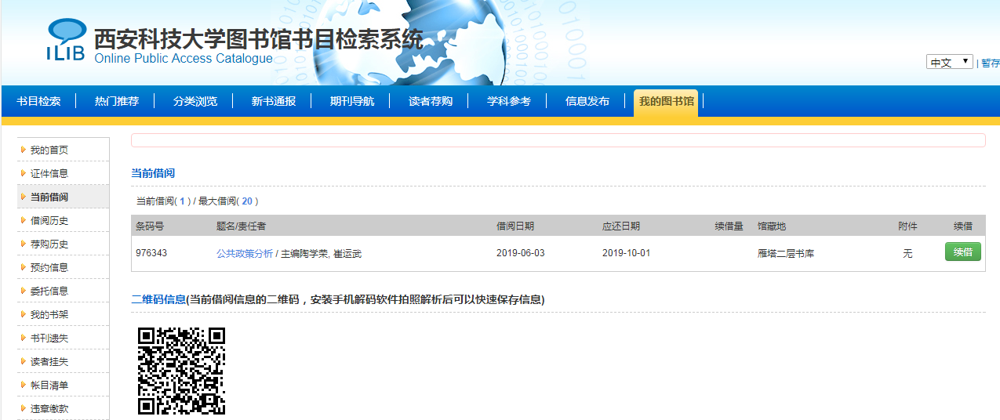 ILIB
西安科技大学图书馆书目检索系统
Online Public Access Catalogue
中文 | 暂存
书目检索 热门推荐 分类浏览 新书通报 期刊导航 读者荐购 学科参考 信息发布 我的图书馆
我的首页
证件信息
当前借阅
借阅历史
荐购历史
预约信息
委托信息
我的书架
书刊遗失
读者挂失
帐目清单
违章缴款
当前借阅
当前借阅( 1 ) / 最大借阅( 20 )
条码号 题名/责任者 借阅日期 应还日期 续借量 馆藏地 附件 续借
976343 公共政策分析 / 主编陶学荣, 崔运武 2019-06-03 2019-10-01 雁塔二层书库 无 续借
二维码信息(当前借阅信息的二维码，安装手机解码软件拍照解析后可以快速保存信息)